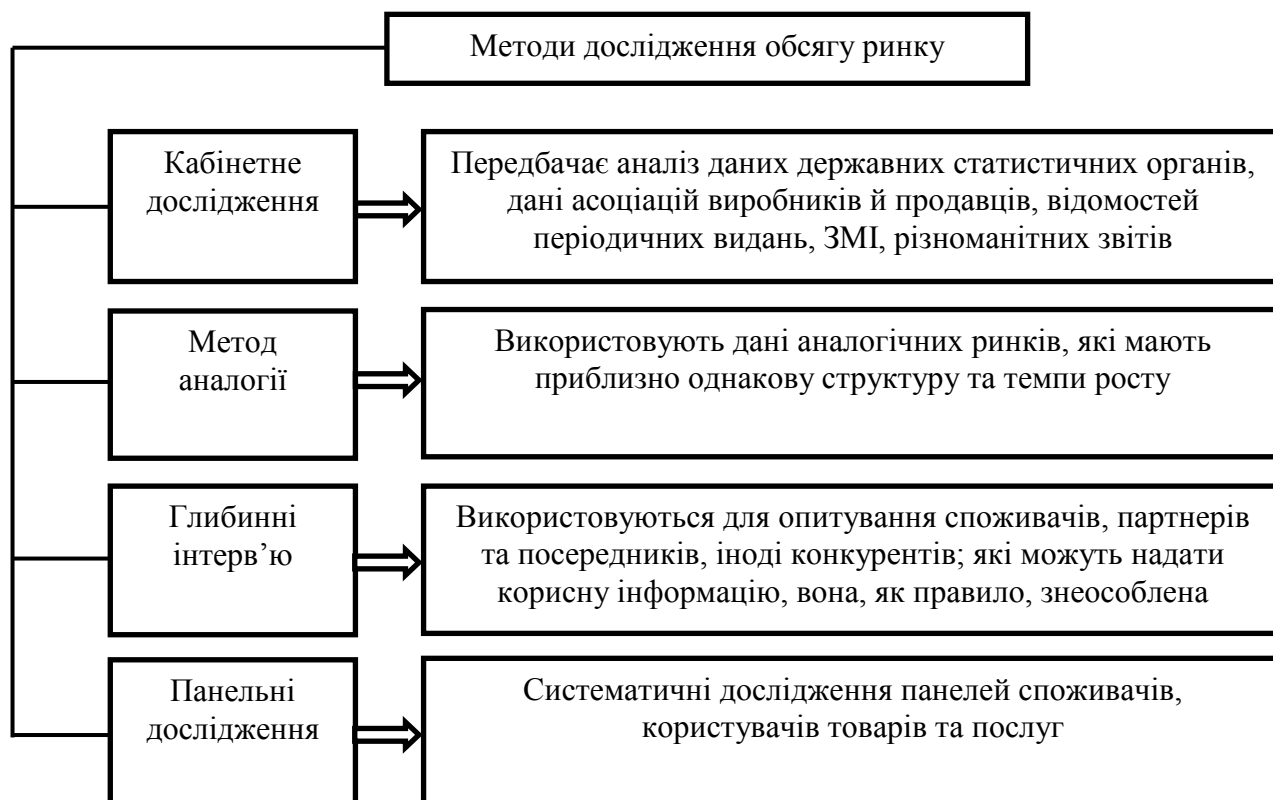 Методи дослідження обсягу ринку
Кабінетне
дослідження
Передбачає аналіз даних державних статистичних органів,
дані асоціацій виробників й продавців, відомостей
періодичних видань, ЗМІ, різноманітних звітів
Метод
аналогії
Використовують дані аналогічних ринків, які мають
приблизно однакову структуру та темпи росту
Глибинні
інтерв’ю
Використовуються для опитування споживачів, партнерів
та посередників, іноді конкурентів; які можуть надати
корисну інформацію, вона, як правило, знеособлена
Панельні
дослідження
Систематичні дослідження панелей споживачів,
користувачів товарів та послуг